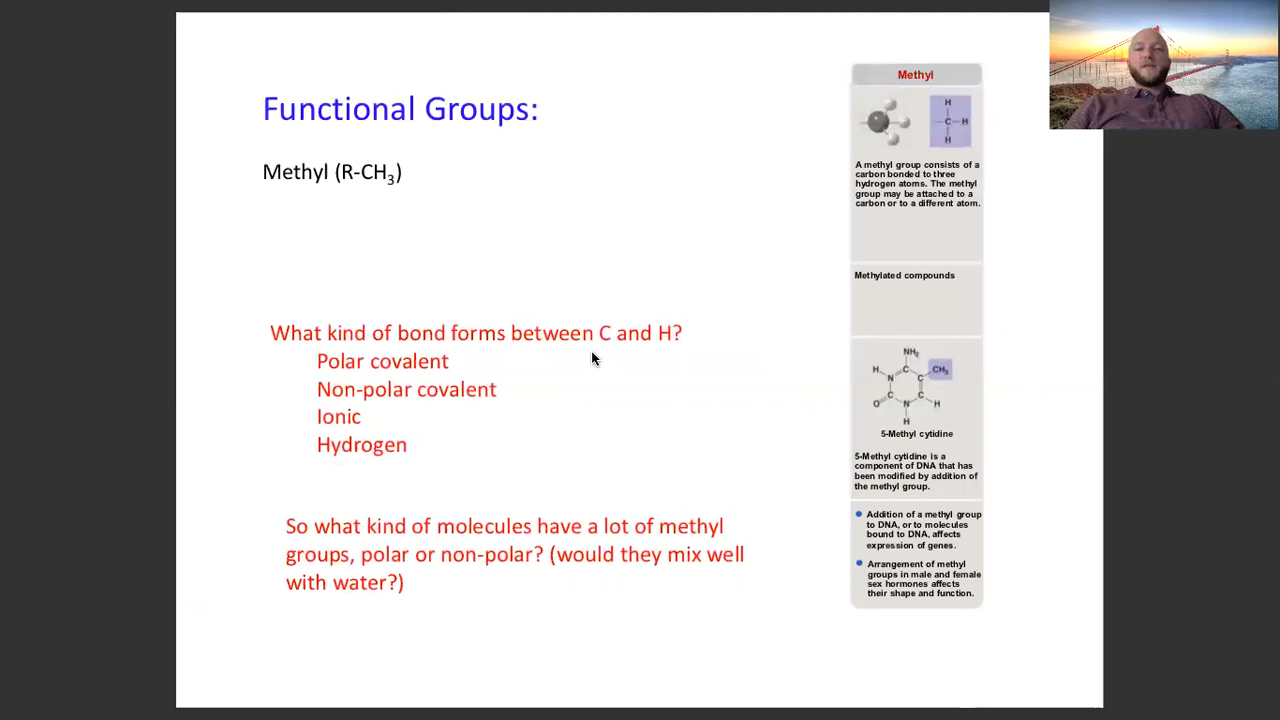 Functional Groups:
Methyl (R-CH₃)
What kind of bond forms between C and H?
Polar covalent
Non-polar covalent
Ionic
Hydrogen
So what kind of molecules have a lot of methyl
groups, polar or non-polar? (would they mix well
with water?)
Methyl
H
C H
H
A methyl group consists of a
carbon bonded to three
hydrogen atoms. The methyl
group may be attached to a
carbon or to a different atom.
Methylated compounds
NH₂
H C CH₃
N C
C C
O N H
H
5-Methyl cytidine
5-Methyl cytidine is a
component of DNA that has
been modified by addition of
the methyl group.
Addition of a methyl group
to DNA, or to molecules
bound to DNA, affects
expression of genes.
Arrangement of methyl
groups in male and female
sex hormones affects
their shape and function.